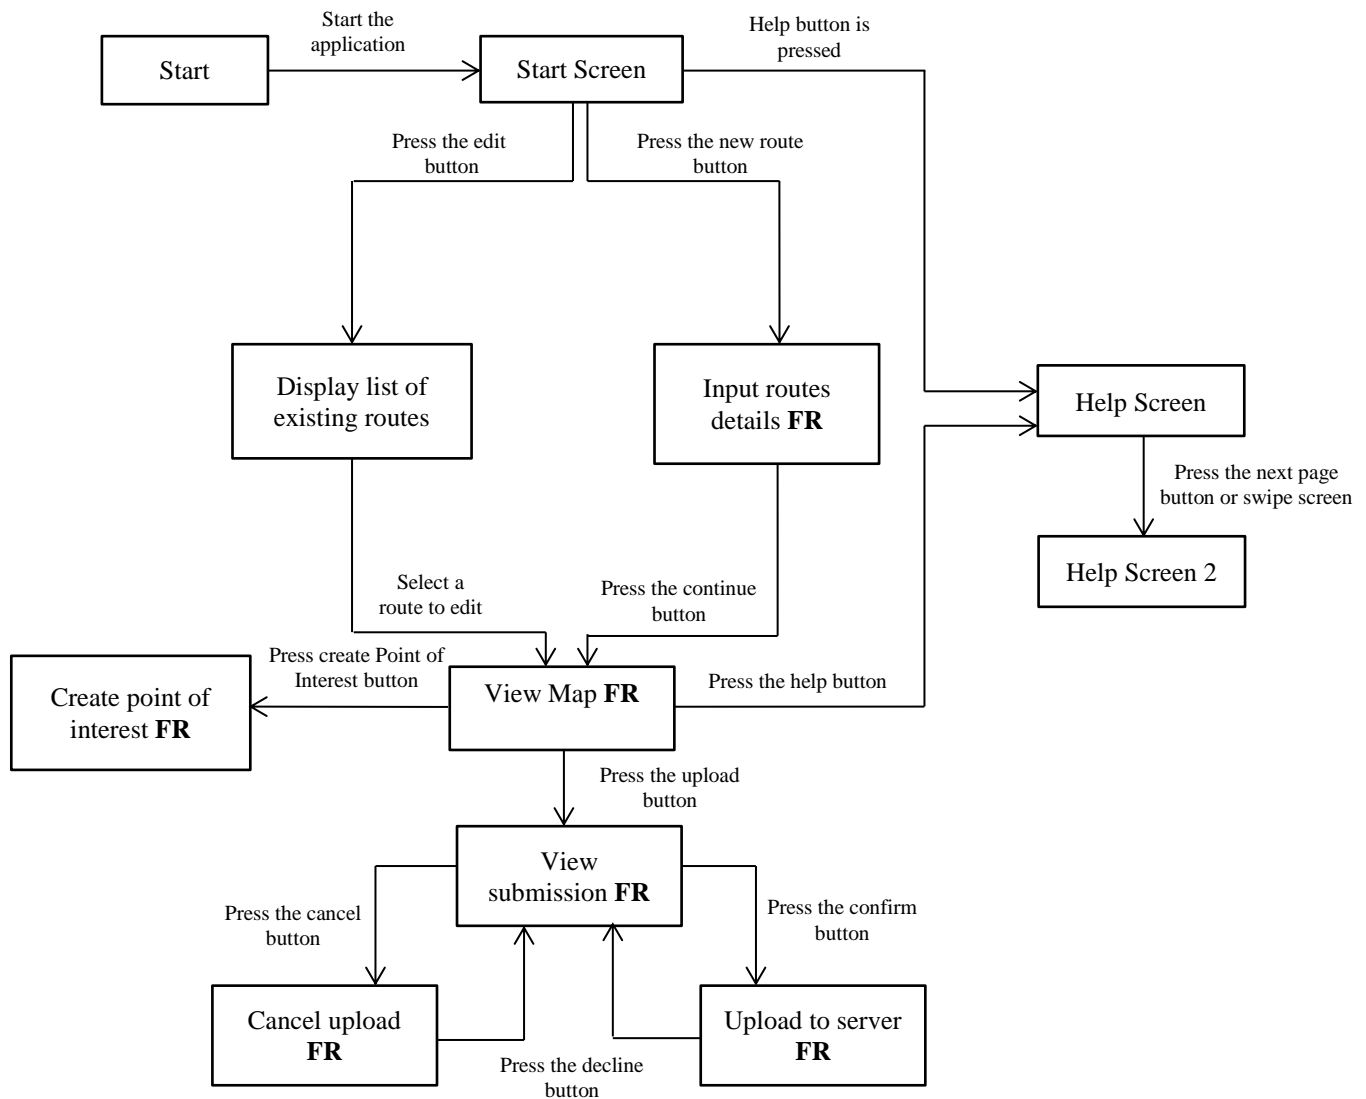 Start the
application
Help button is
pressed
Start
Start Screen
Press the edit
button
Press the new route
button
Display list of
existing routes
Input routes
details FR
Help Screen
Press the next page
button or swipe screen
Help Screen 2
Select a
route to edit
Press the continue
button
Press create Point of
Interest button
Create point of
interest FR
View Map FR
Press the help button
Press the upload
button
View
submission FR
Press the cancel
button
Press the confirm
button
Cancel upload
FR
Upload to server
FR
Press the decline
button